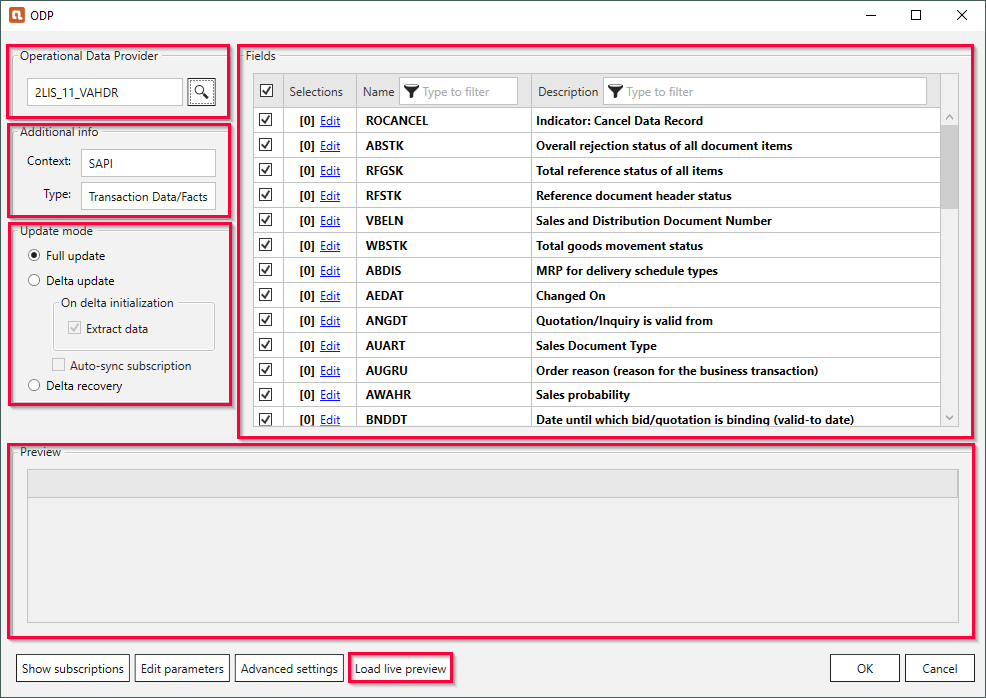 ODP
Operational Data Provider
2LIS_11_VAHDR
Additional info
Context: SAPI
Type: Transaction Data/Facts
Update mode
Full update
Delta update
On delta initialization
Extract data
Auto-sync subscription
Delta recovery
Fields
Selections Name Type to filter Description Type to filter
[0] Edit ROCANCEL Indicator: Cancel Data Record
[0] Edit ABSTK Overall rejection status of all document items
[0] Edit RFGSK Total reference status of all items
[0] Edit RFSTK Reference document header status
[0] Edit VBELN Sales and Distribution Document Number
[0] Edit WBSTK Total goods movement status
[0] Edit ABDIS MRP for delivery schedule types
[0] Edit AEDAT Changed On
[0] Edit ANGDT Quotation/Inquiry is valid from
[0] Edit AUART Sales Document Type
[0] Edit AUGRU Order reason (reason for the business transaction)
[0] Edit AWAHR Sales probability
[0] Edit BNDDT Date until which bid/quotation is binding (valid-to date)
Preview
Show subscriptions Edit parameters Advanced settings Load live preview OK Cancel